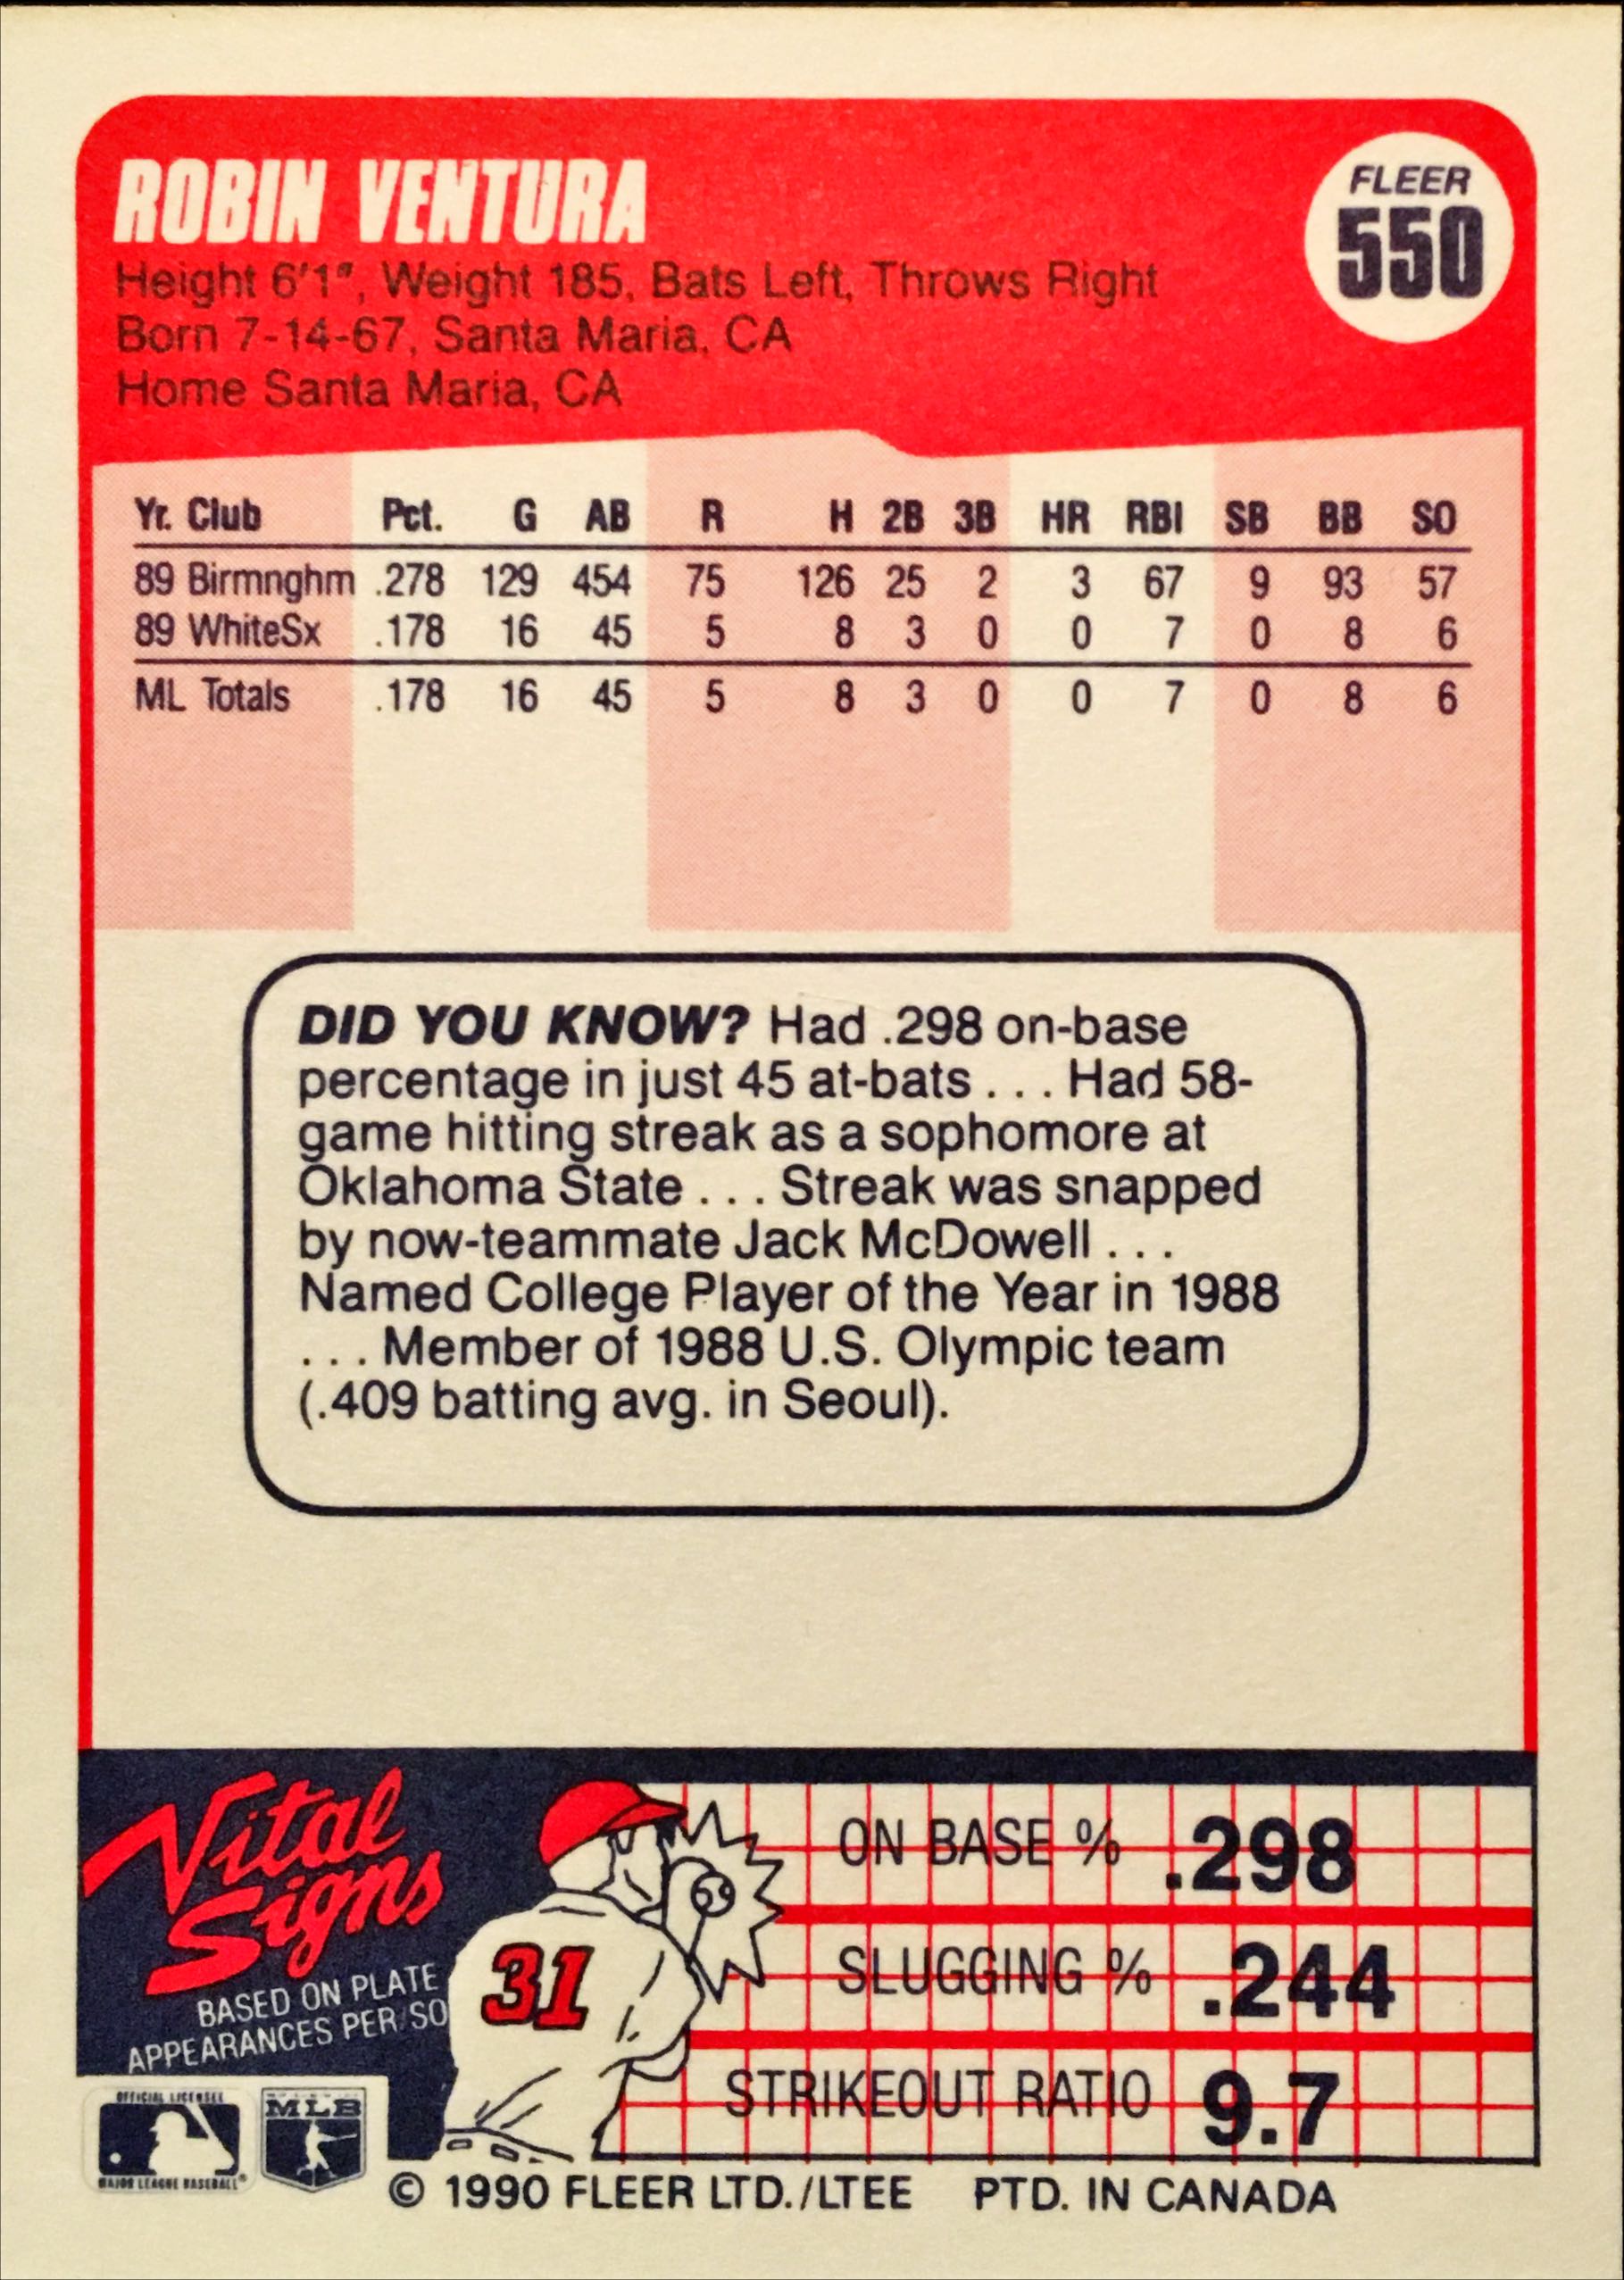 ROBIN VENTURA
FLEER
550
Height 6'1", Weight 185, Bats Left, Throws Right
Born 7-14-67, Santa Maria, CA
Home Santa Maria, CA
Yr. Club Pct. G AB R H 2B 3B HR RBI SB BB SO
89 Birmnghm .278 129 454 75 126 25 2 3 67 9 93 57
89 WhiteSx .178 16 45 5 8 3 0 0 7 0 8 6
ML Totals .178 16 45 5 8 3 0 0 7 0 8 6
DID YOU KNOW? Had .298 on-base
percentage in just 45 at-bats . . . Had 58-
game hitting streak as a sophomore at
Oklahoma State . . . Streak was snapped
by now-teammate Jack McDowell . . .
Named College Player of the Year in 1988
. . . Member of 1988 U.S. Olympic team
(.409 batting avg. in Seoul).
Vital
Signs
BASED ON PLATE
APPEARANCES PER/SO
31
ON BASE % .298
SLUGGING % .244
STRIKEOUT RATIO 9.7
OFFICIAL LICENSEE
MAJOR LEAGUE BASEBALL®
MLB
© 1990 FLEER LTD./LTEE PTD. IN CANADA